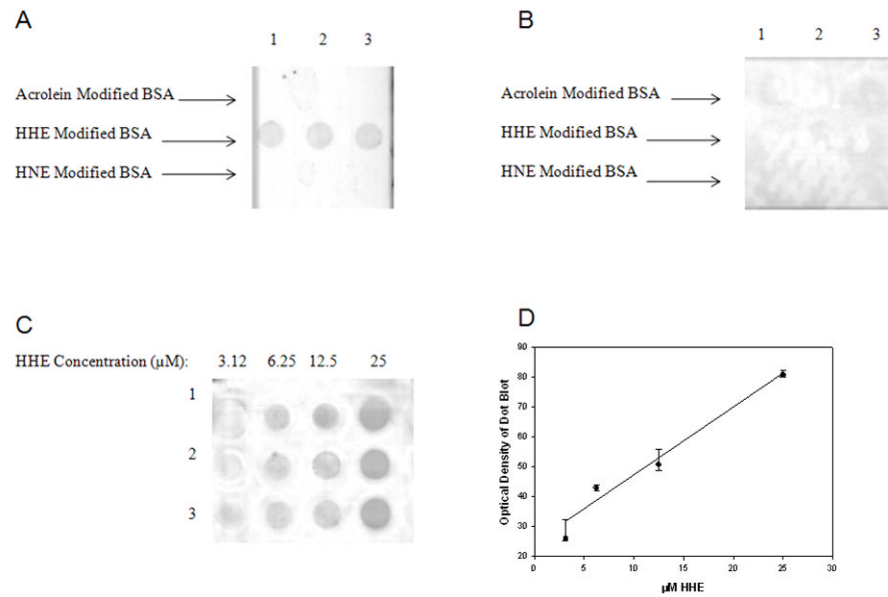 A
1 2 3
Acrolein Modified BSA
HHE Modified BSA
HNE Modified BSA
B
1 2 3
Acrolein Modified BSA
HHE Modified BSA
HNE Modified BSA
C
HHE Concentration (µM): 3.12 6.25 12.5 25
1
2
3
D
Optical Density of Dot Blot
90
80
70
60
50
40
30
20
0 5 10 15 20 25 30
µM HHE